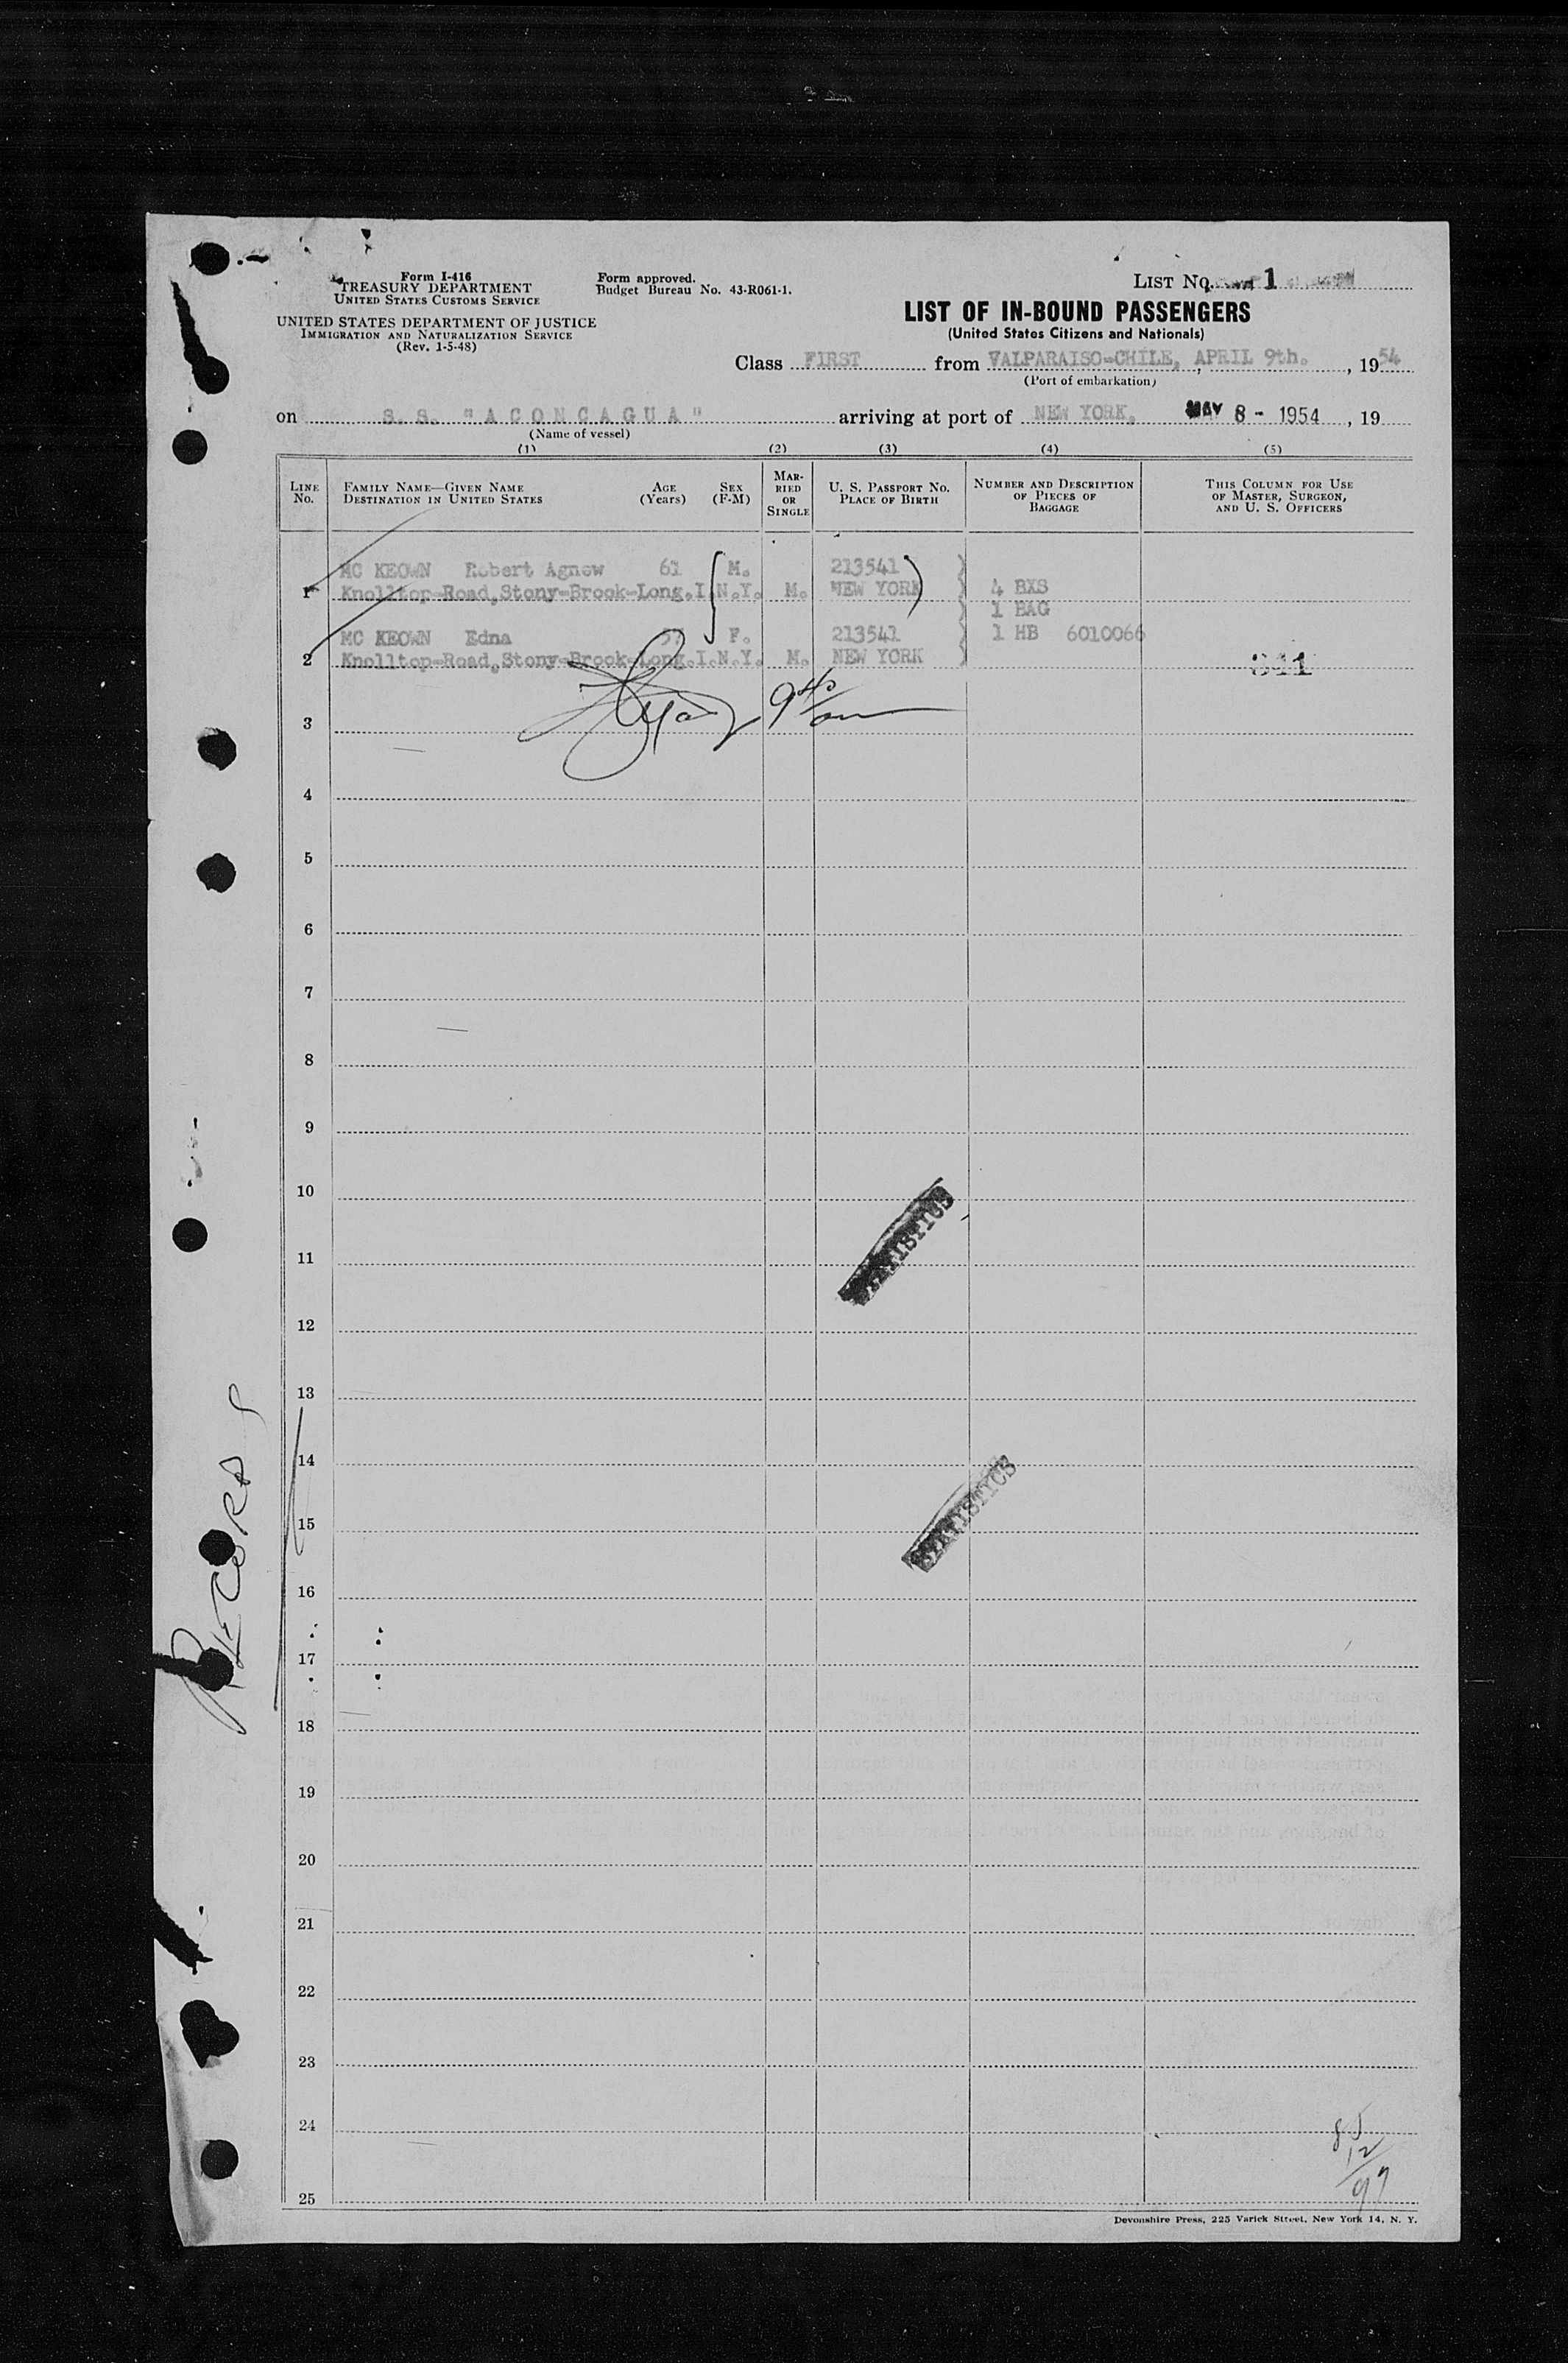 Form I-416
TREASURY DEPARTMENT
UNITED STATES CUSTOMS SERVICE
UNITED STATES DEPARTMENT OF JUSTICE
IMMIGRATION AND NATURALIZATION SERVICE
(Rev. 1-5-48)
Form approved.
Budget Bureau No. 43-R061-1.
LIST No. 1
LIST OF IN-BOUND PASSENGERS
(United States Citizens and Nationals)
Class FIRST from VALPARAISO-CHILE, APRIL 9th. , 1954
(Port of embarkation)
on S. S. "A C O N C A G U A" arriving at port of NEW YORK, MAY 8 - 1954 , 19
(Name of vessel)
(1) (2) (3) (4) (5)
LINE No. FAMILY NAME—GIVEN NAME DESTINATION IN UNITED STATES AGE (Years) SEX (F-M) MARRIED OR SINGLE U. S. PASSPORT No. PLACE OF BIRTH NUMBER AND DESCRIPTION OF PIECES OF BAGGAGE THIS COLUMN FOR USE OF MASTER, SURGEON, AND U. S. OFFICERS
MC KEOWN Robert Agnew 61 M. 213541
1 Knolltop-Road,Stony-Brook-Long.I.N.Y. M. NEW YORK 4 BXS
1 BAG
MC KEOWN Edna F. 213541 1 HB 6010066
2 Knolltop-Road,Stony-Brook-Long.I.N.Y. M. NEW YORK
9 40 am
3
4
5
6
7
8
9
10
STATISTICS
11
12
13
14
STATISTICS
15
16
17
18
19
20
21
22
23
24
85
12
97
25
RECORDS
Devonshire Press, 225 Varick Street, New York 14, N. Y.